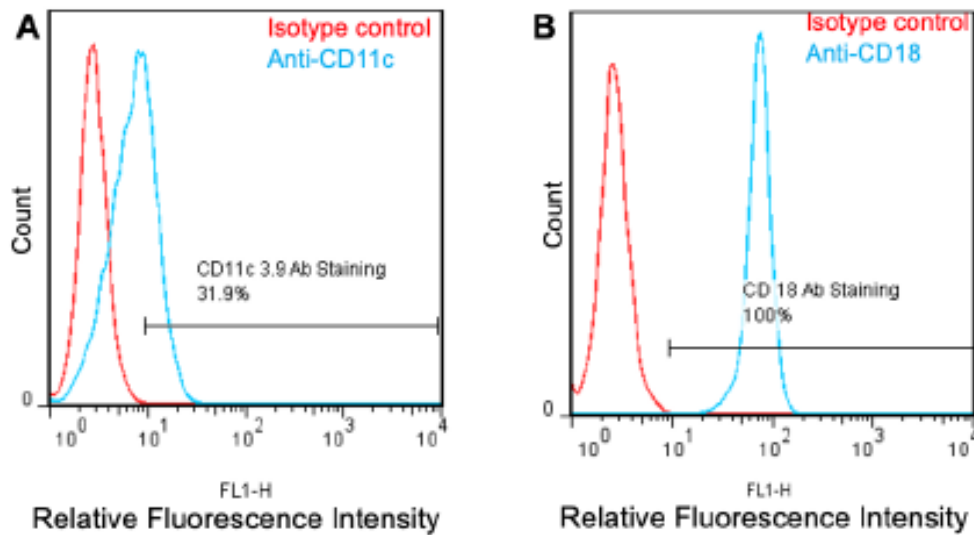 A
Isotype control
Anti-CD11c
Count
CD11c 3.9 Ab Staining
31.9%
0
10^0 10^1 10^2 10^3 10^4
FL1-H
Relative Fluorescence Intensity
B
Isotype control
Anti-CD18
Count
CD 18 Ab Staining
100%
0
10^0 10^1 10^2 10^3 10^4
FL1-H
Relative Fluorescence Intensity